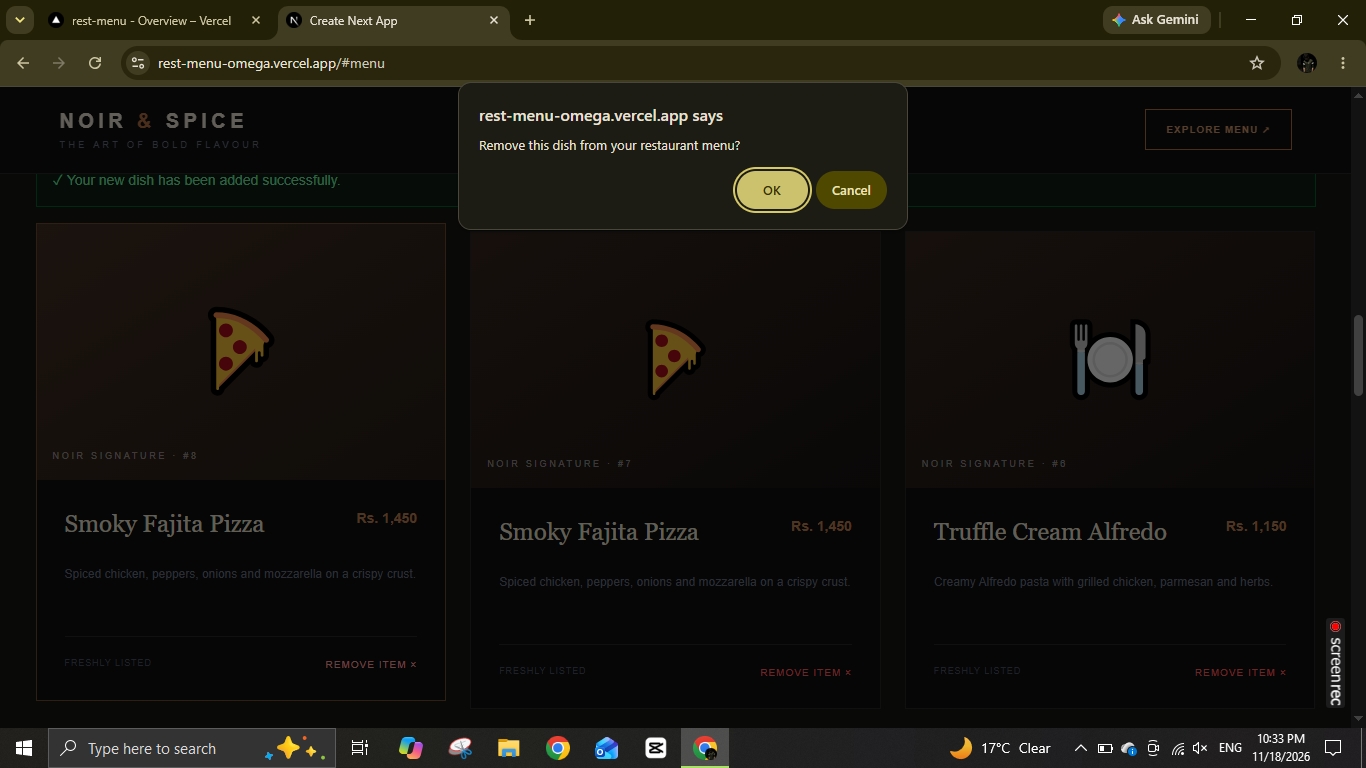 rest-menu - Overview – Vercel
Create Next App
Ask Gemini
rest-menu-omega.vercel.app/#menu
NOIR & SPICE
THE ART OF BOLD FLAVOUR
EXPLORE MENU ↗
rest-menu-omega.vercel.app says
Remove this dish from your restaurant menu?
OK
Cancel
✓ Your new dish has been added successfully.
NOIR SIGNATURE · #8
Smoky Fajita Pizza
Rs. 1,450
Spiced chicken, peppers, onions and mozzarella on a crispy crust.
FRESHLY LISTED
REMOVE ITEM ×
NOIR SIGNATURE · #7
Smoky Fajita Pizza
Rs. 1,450
Spiced chicken, peppers, onions and mozzarella on a crispy crust.
FRESHLY LISTED
REMOVE ITEM ×
NOIR SIGNATURE · #6
Truffle Cream Alfredo
Rs. 1,150
Creamy Alfredo pasta with grilled chicken, parmesan and herbs.
FRESHLY LISTED
REMOVE ITEM ×
screen rec
Type here to search
17°C Clear
ENG
10:33 PM
11/18/2026